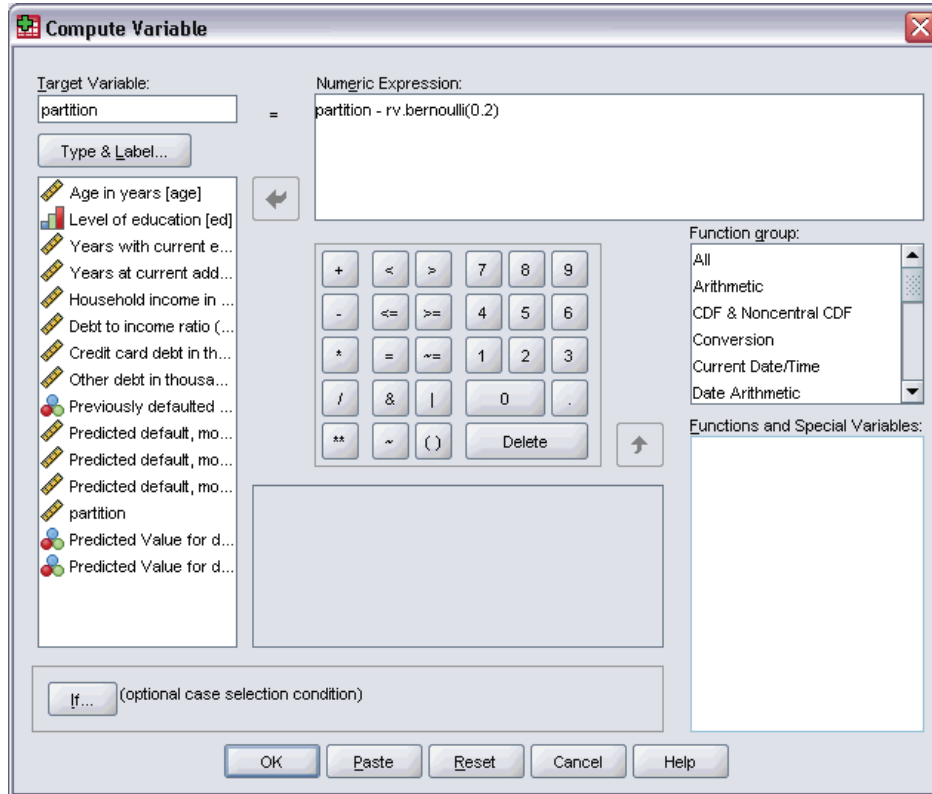 Compute Variable
Target Variable:
partition
=
Numeric Expression:
partition - rv.bernoulli(0.2)
Type & Label...
Age in years [age]
Level of education [ed]
Years with current e...
Years at current add...
Household income in ...
Debt to income ratio (...
Credit card debt in th...
Other debt in thousa...
Previously defaulted ...
Predicted default, mo...
Predicted default, mo...
Predicted default, mo...
partition
Predicted Value for d...
Predicted Value for d...
+ < > 7 8 9
- <= >= 4 5 6
* = ~= 1 2 3
/ & | 0 .
** ~ ( ) Delete
Function group:
All
Arithmetic
CDF & Noncentral CDF
Conversion
Current Date/Time
Date Arithmetic
Functions and Special Variables:
If... (optional case selection condition)
OK Paste Reset Cancel Help